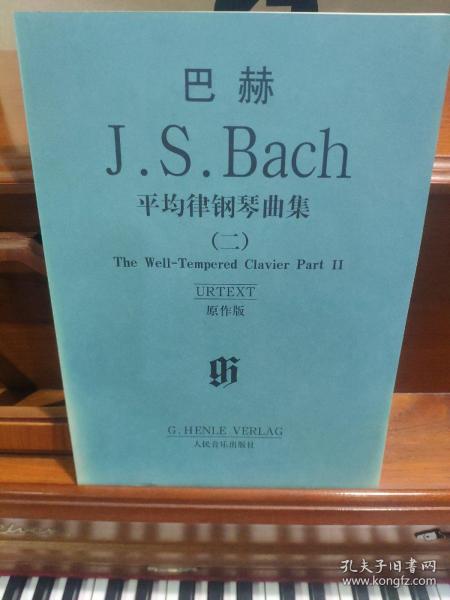 巴赫
J.S.Bach
平均律钢琴曲集
(二)
The Well-Tempered Clavier Part II
URTEXT
原作版
G. HENLE VERLAG
人民音乐出版社
孔夫子旧书网
www.kongfz.com